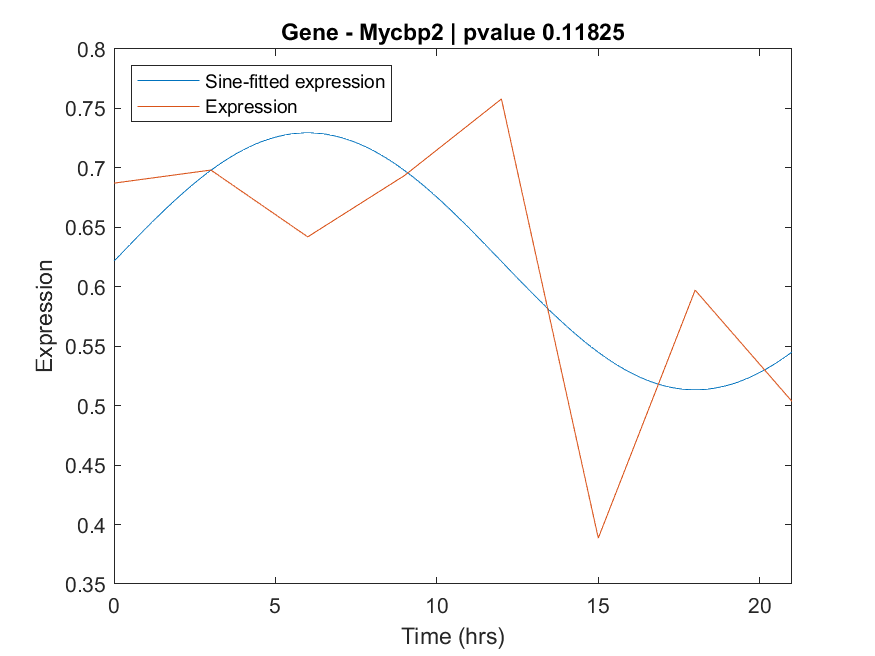 Gene - Mycbp2 | pvalue 0.11825
Sine-fitted expression
Expression
0.8
0.75
0.7
0.65
0.6
0.55
0.5
0.45
0.4
0.35
Expression
0 5 10 15 20
Time (hrs)